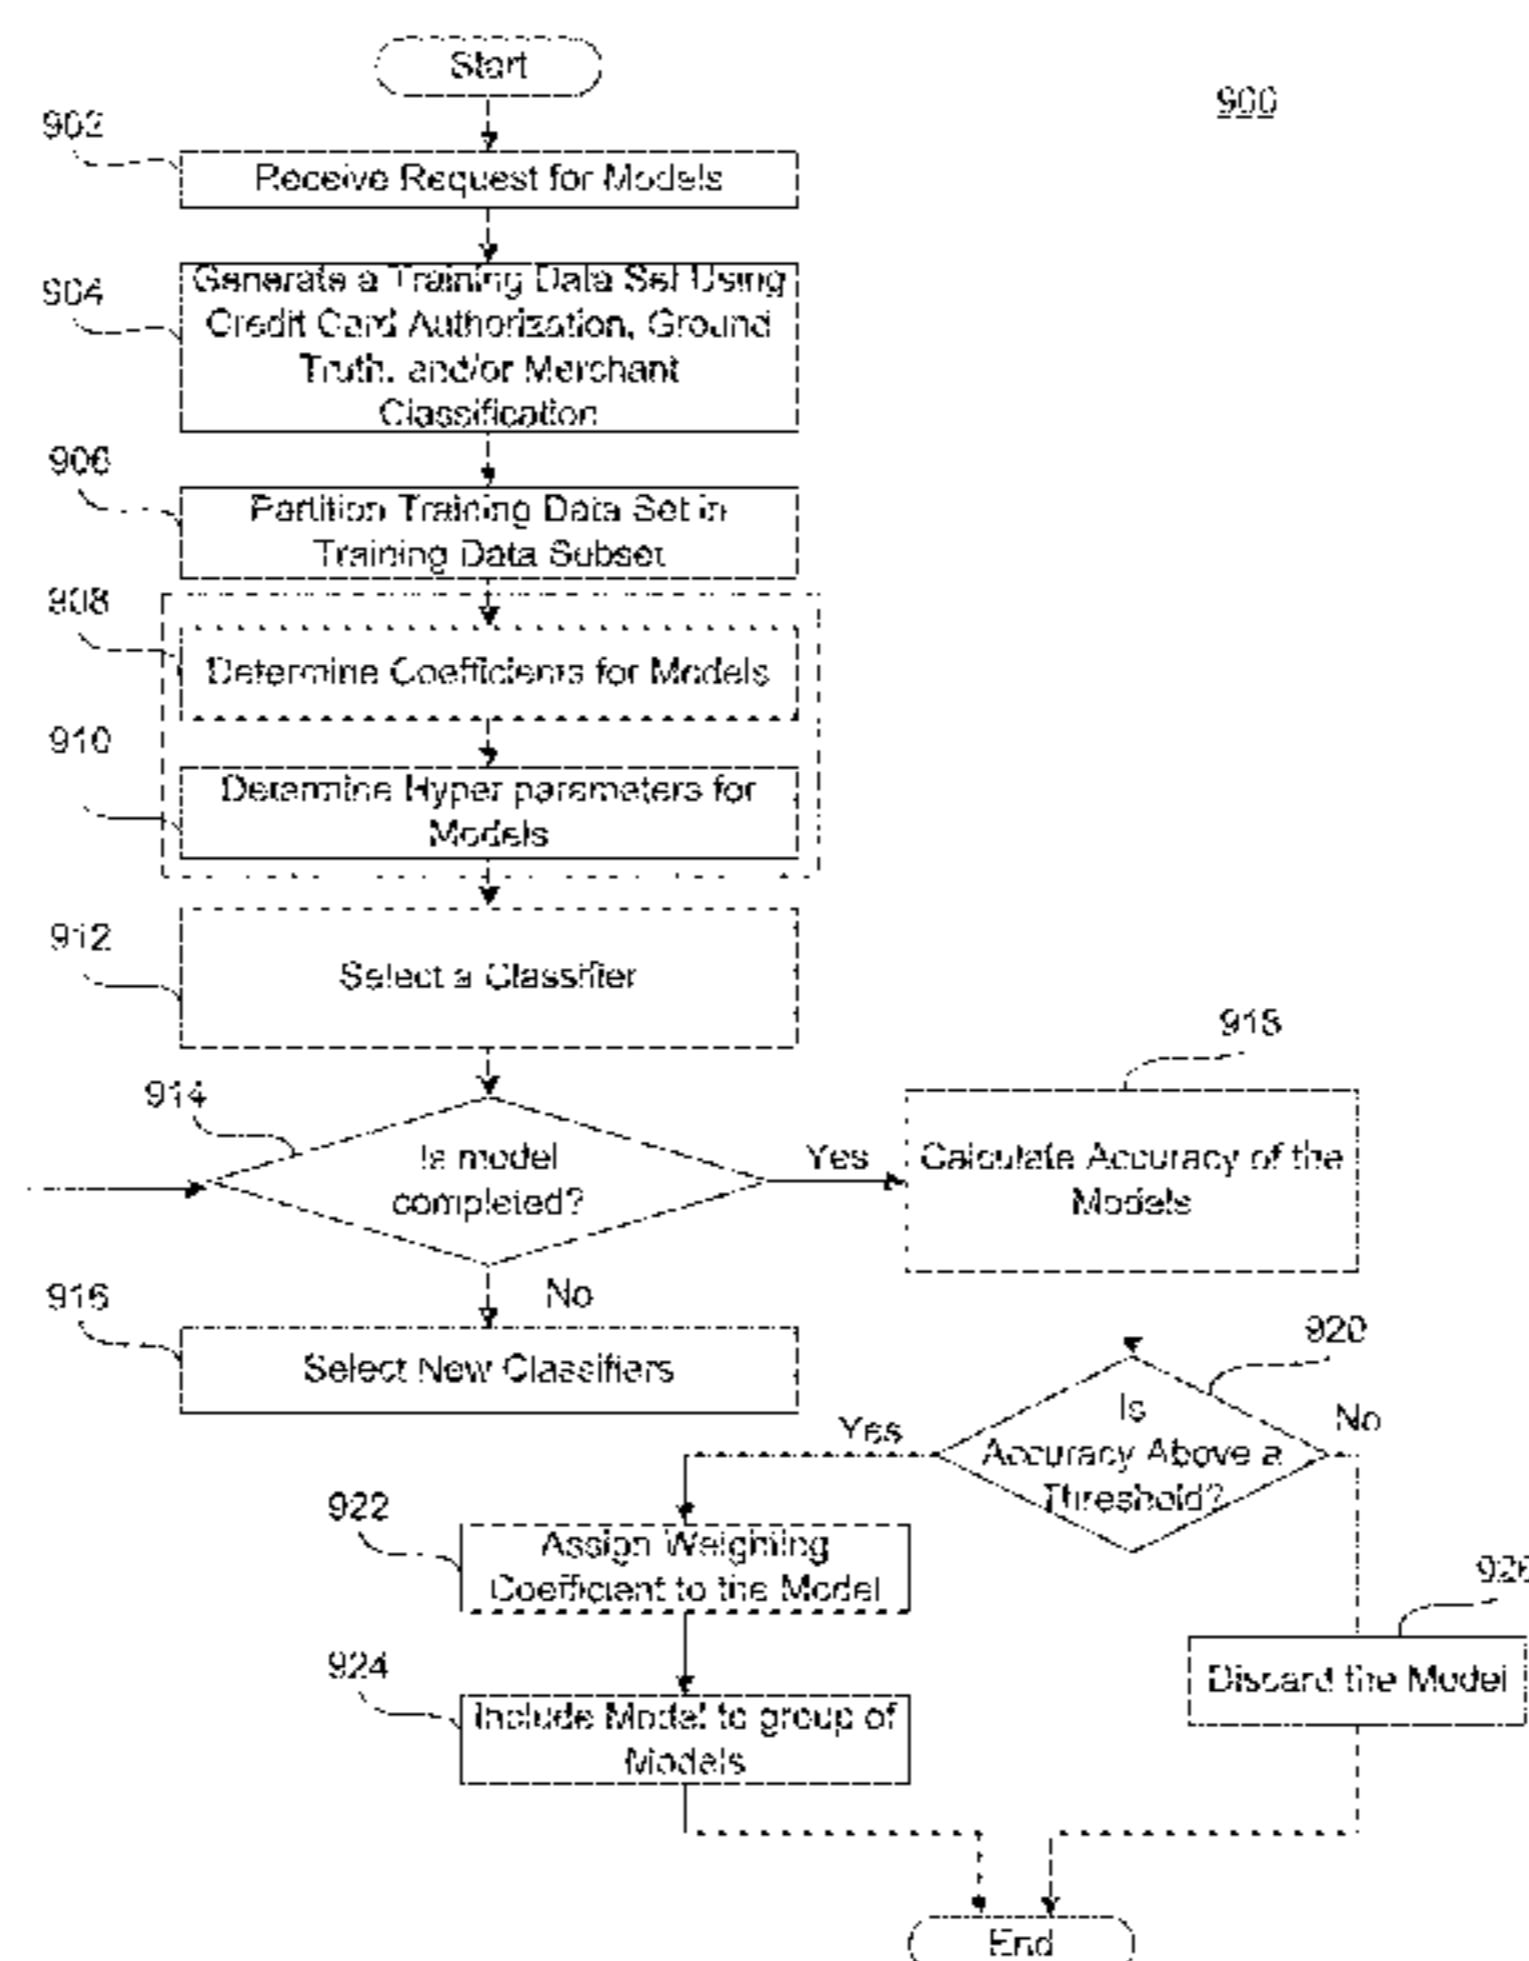 Start
900
902
Receive Request for Models
904
Generate a Training Data Set Using
Credit Card Authorization, Ground
Truth, and/or Merchant
Classification
906
Partition Training Data Set in
Training Data Subset
908
Determine Coefficients for Models
910
Determine Hyper parameters for
Models
912
Select a Classifier
914
Is model
completed?
Yes
918
Calculate Accuracy of the
Models
No
916
Select New Classifiers
920
Is
Accuracy Above a
Threshold?
Yes
No
922
Assign Weighting
Coefficient to the Model
926
Discard the Model
924
Include Model to group of
Models
End